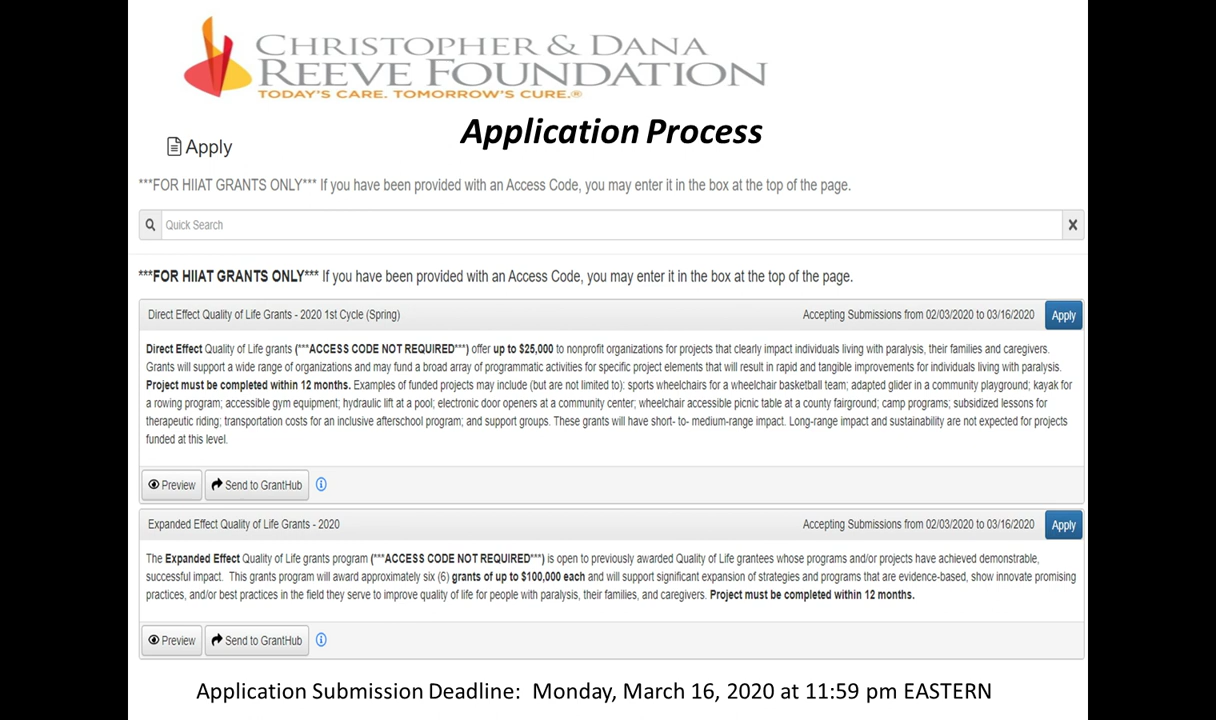 CHRISTOPHER & DANA
REEVE FOUNDATION
TODAY'S CARE. TOMORROW'S CURE.®
Application Process
Apply
***FOR HIIAT GRANTS ONLY*** If you have been provided with an Access Code, you may enter it in the box at the top of the page.
Quick Search
***FOR HIIAT GRANTS ONLY*** If you have been provided with an Access Code, you may enter it in the box at the top of the page.
Direct Effect Quality of Life Grants - 2020 1st Cycle (Spring) Accepting Submissions from 02/03/2020 to 03/16/2020 Apply
Direct Effect Quality of Life grants (***ACCESS CODE NOT REQUIRED***) offer up to $25,000 to nonprofit organizations for projects that clearly impact individuals living with paralysis, their families and caregivers.
Grants will support a wide range of organizations and may fund a broad array of programmatic activities for specific project elements that will result in rapid and tangible improvements for individuals living with paralysis.
Project must be completed within 12 months. Examples of funded projects may include (but are not limited to): sports wheelchairs for a wheelchair basketball team; adapted glider in a community playground; kayak for
a rowing program; accessible gym equipment; hydraulic lift at a pool; electronic door openers at a community center; wheelchair accessible picnic table at a county fairground; camp programs; subsidized lessons for
therapeutic riding; transportation costs for an inclusive afterschool program; and support groups. These grants will have short- to- medium-range impact. Long-range impact and sustainability are not expected for projects
funded at this level.
Preview Send to GrantHub
Expanded Effect Quality of Life Grants - 2020 Accepting Submissions from 02/03/2020 to 03/16/2020 Apply
The Expanded Effect Quality of Life grants program (***ACCESS CODE NOT REQUIRED***) is open to previously awarded Quality of Life grantees whose programs and/or projects have achieved demonstrable,
successful impact. This grants program will award approximately six (6) grants of up to $100,000 each and will support significant expansion of strategies and programs that are evidence-based, show innovate promising
practices, and/or best practices in the field they serve to improve quality of life for people with paralysis, their families, and caregivers. Project must be completed within 12 months.
Preview Send to GrantHub
Application Submission Deadline: Monday, March 16, 2020 at 11:59 pm EASTERN